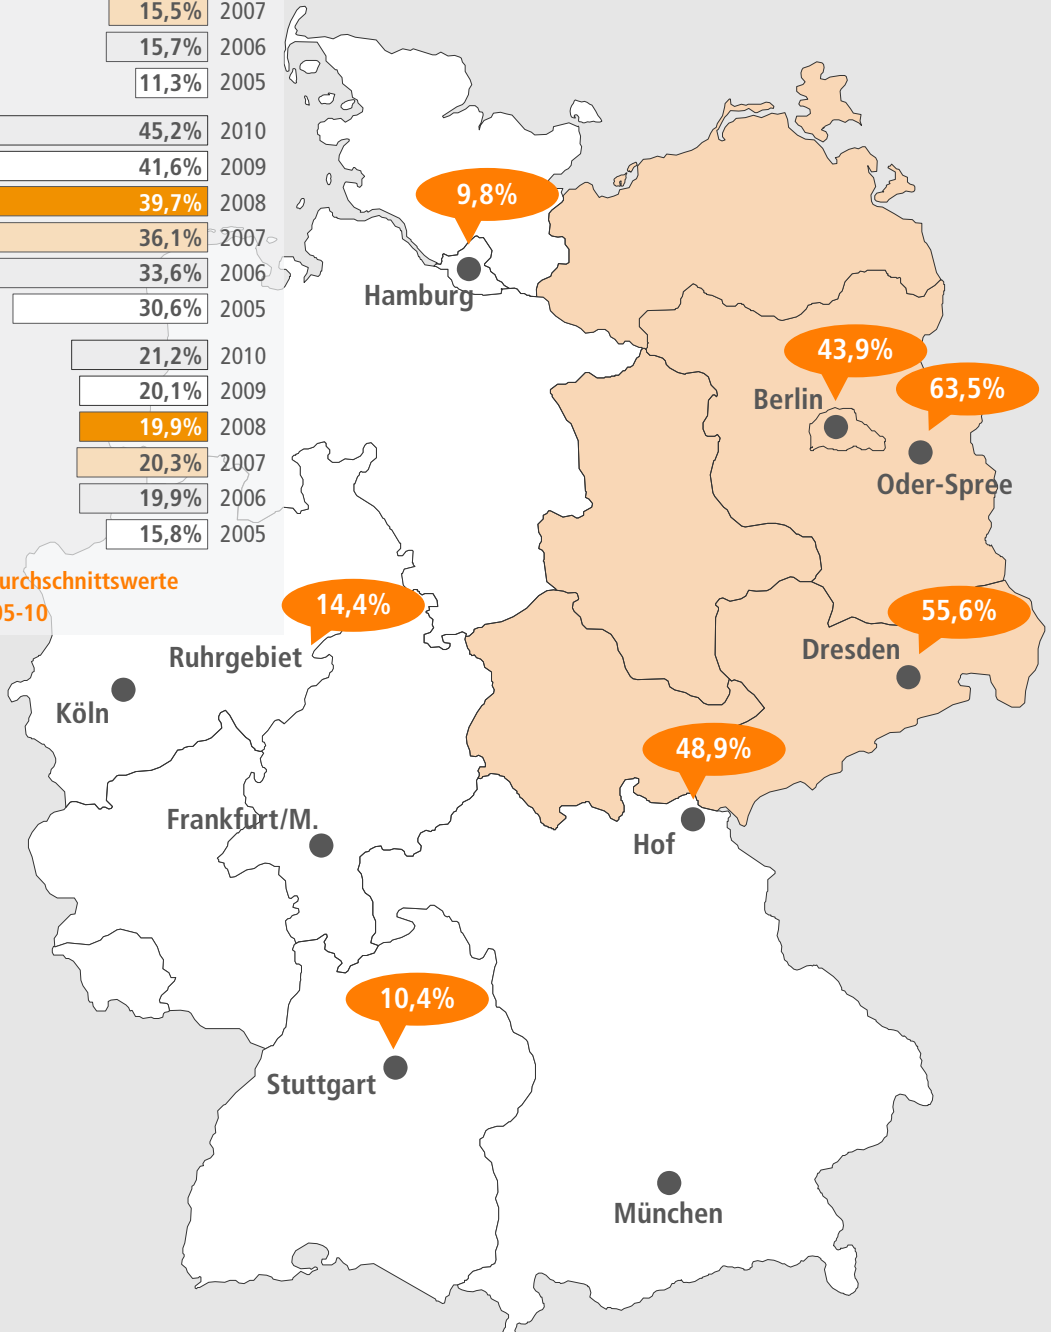 15,5% 2007
15,7% 2006
11,3% 2005
45,2% 2010
41,6% 2009
39,7% 2008
36,1% 2007
33,6% 2006
30,6% 2005
21,2% 2010
20,1% 2009
19,9% 2008
20,3% 2007
19,9% 2006
15,8% 2005
urchschnittswerte
05-10
9,8%
Hamburg
43,9%
Berlin
63,5%
Oder-Spree
14,4%
Ruhrgebiet
55,6%
Dresden
Köln
48,9%
Hof
Frankfurt/M.
10,4%
Stuttgart
München